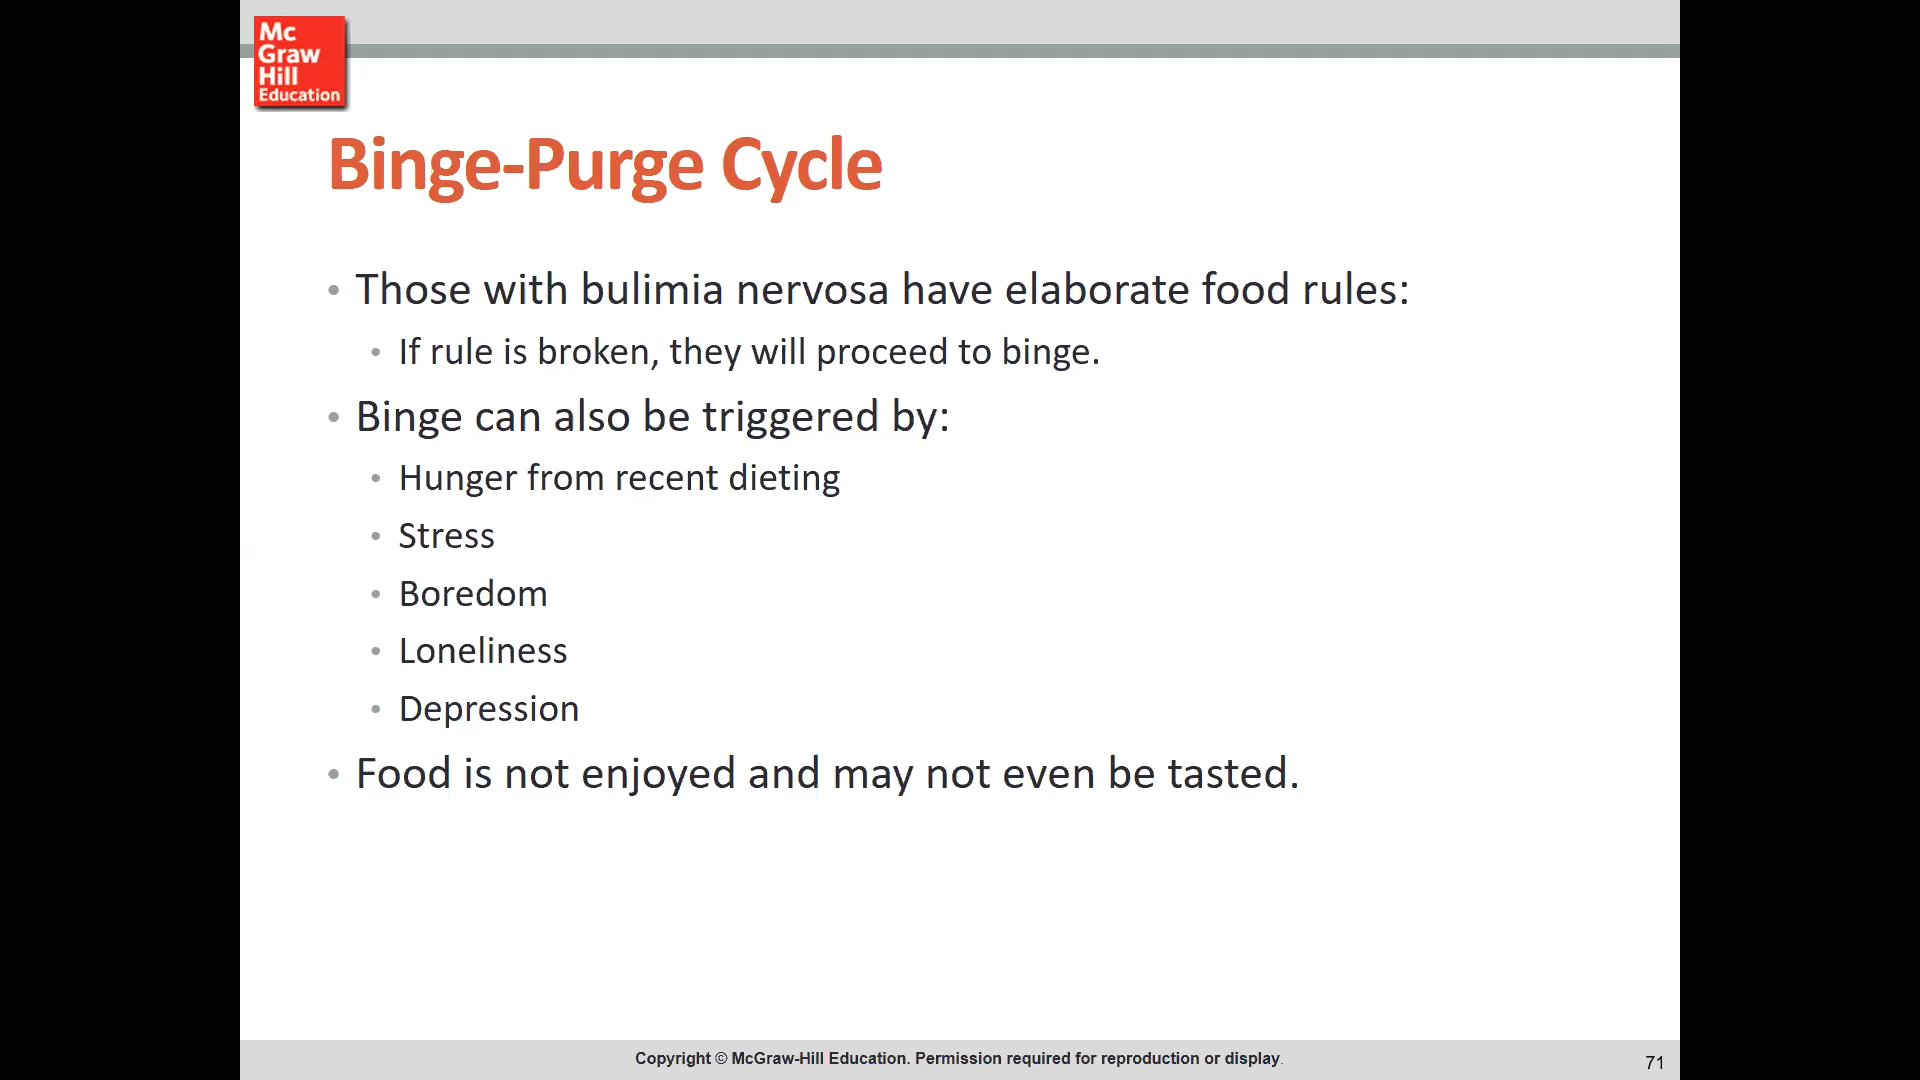 Mc
Graw
Hill
Education
Binge-Purge Cycle
• Those with bulimia nervosa have elaborate food rules:
• If rule is broken, they will proceed to binge.
• Binge can also be triggered by:
• Hunger from recent dieting
• Stress
• Boredom
• Loneliness
• Depression
• Food is not enjoyed and may not even be tasted.
Copyright © McGraw-Hill Education. Permission required for reproduction or display.
71